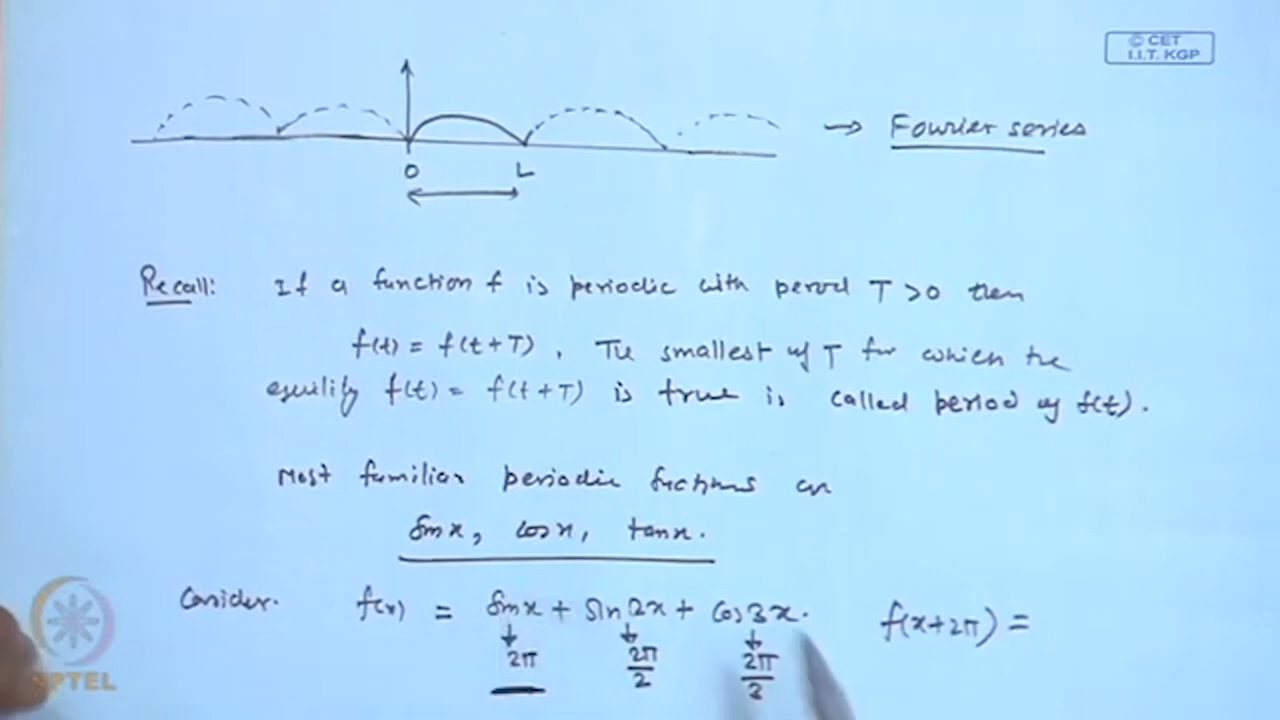 © CET
I.I.T. KGP
→ Fourier series
O L
Recall: If a function f is periodic with period T > 0 then
f(t) = f(t+T). The smallest of T for which the
equality f(t) = f(t+T) is true is called period of f(t).
Most familiar periodic functions are
sin x, cos x, tan x.
Consider. f(x) = sin x + sin 2x + cos 3x. f(x+2π) =
↓ ↓ ↓
2π 2π/2 2π/3
NPTEL